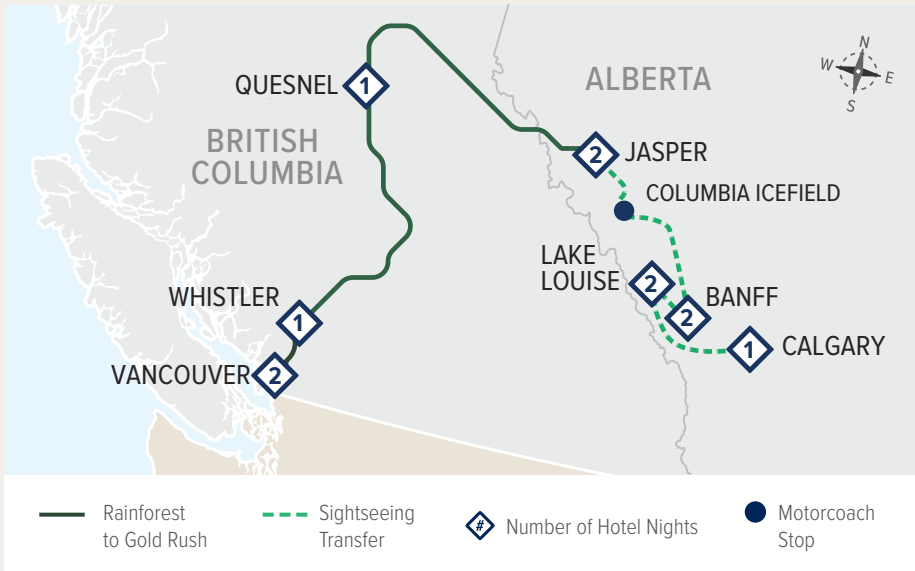 N
W
E
S
QUESNEL
1
ALBERTA
BRITISH
COLUMBIA
2
JASPER
COLUMBIA ICEFIELD
LAKE
LOUISE
2
WHISTLER
1
BANFF
2
CALGARY
1
VANCOUVER
2
Rainforest
to Gold Rush
Sightseeing
Transfer
# Number of Hotel Nights
Motorcoach
Stop